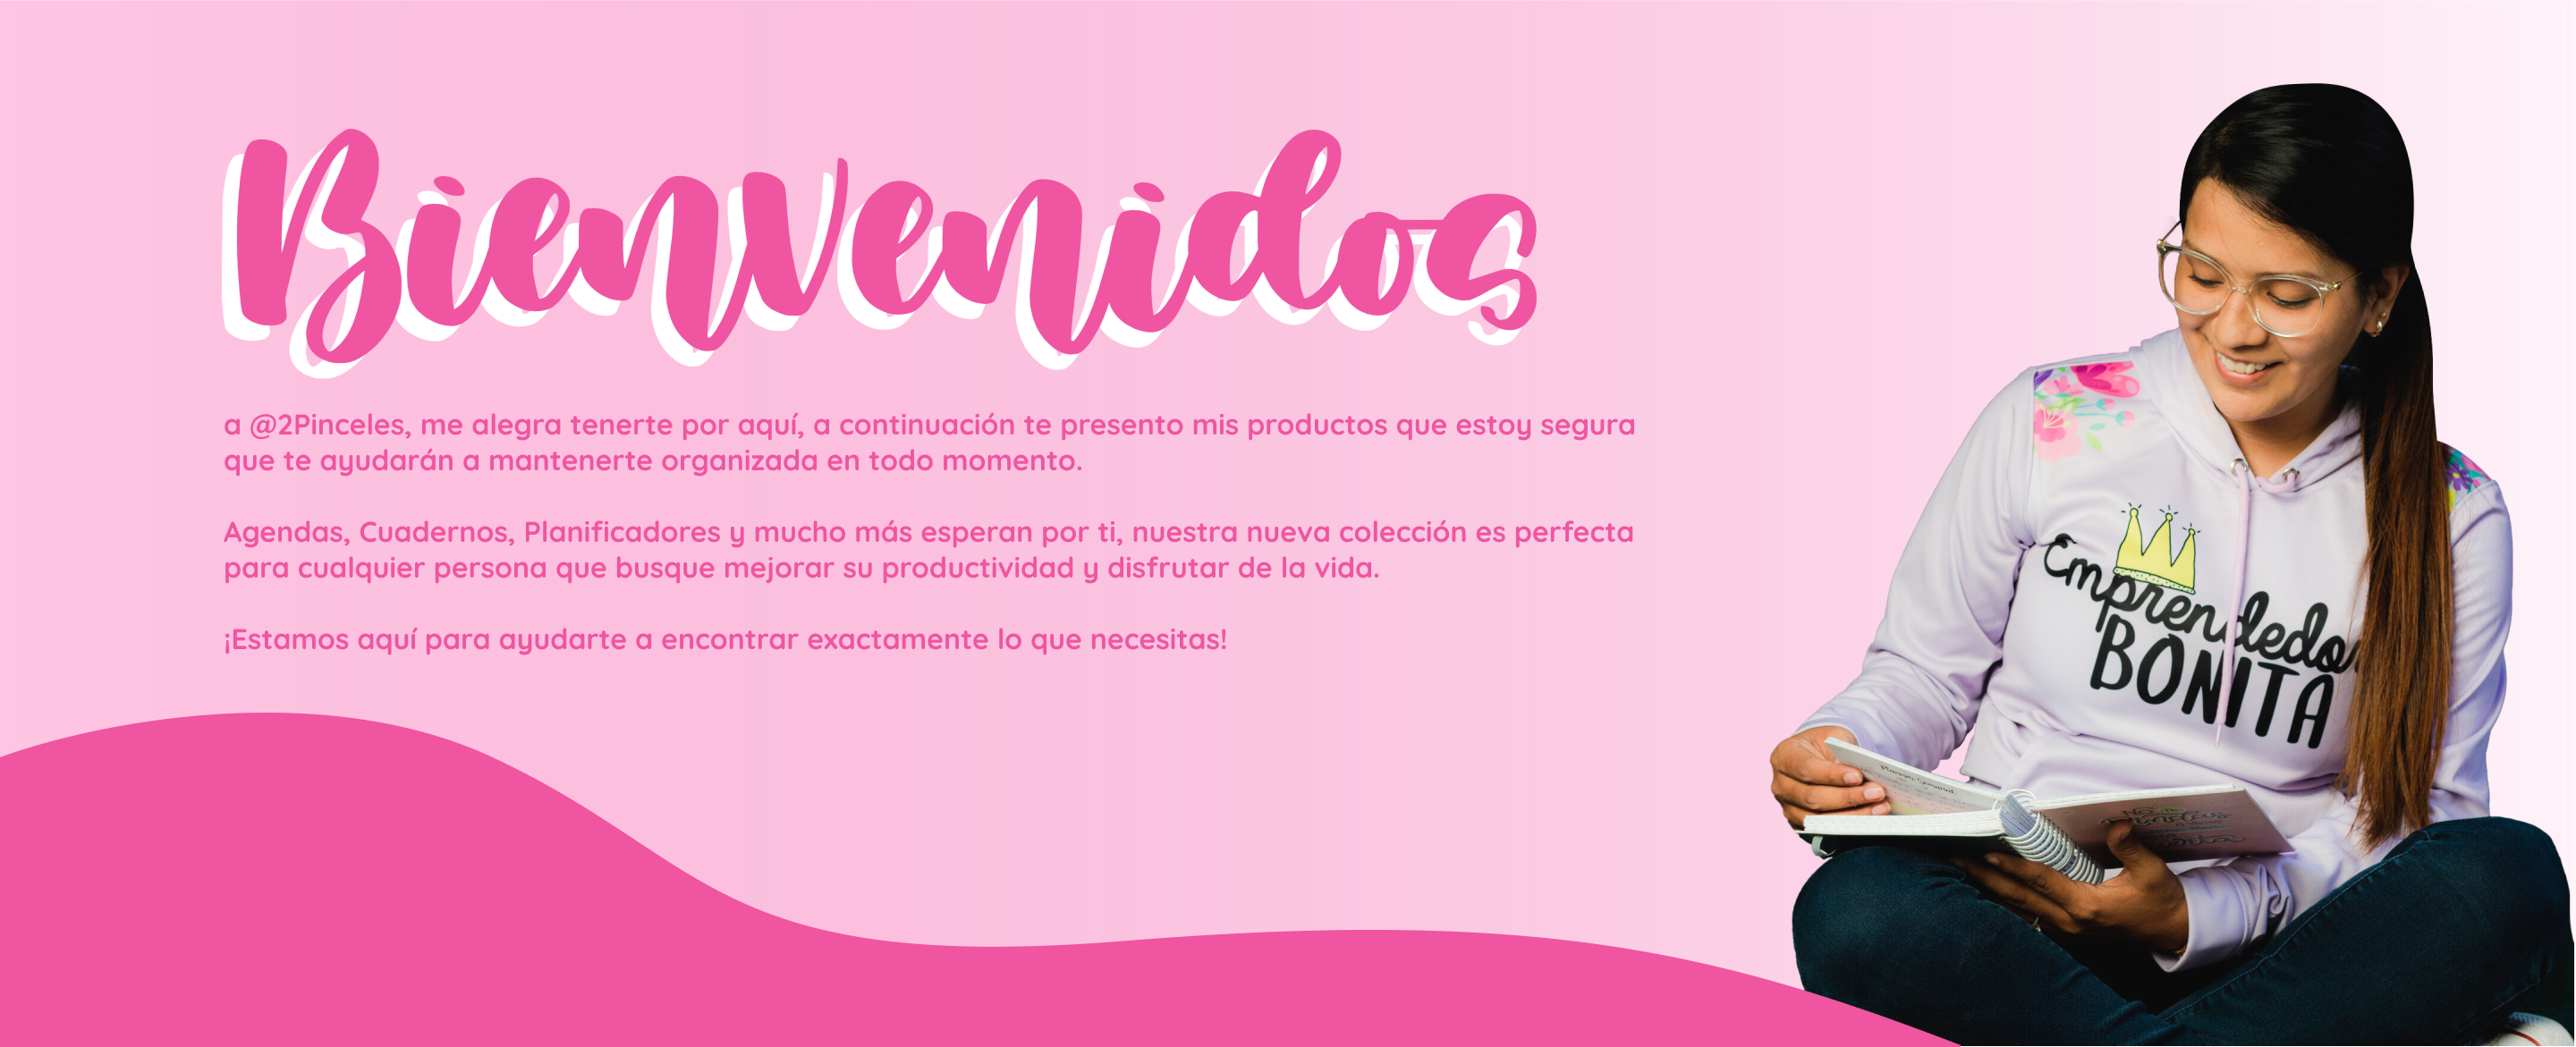 Bienvenidos
a @2Pinceles, me alegra tenerte por aquí, a continuación te presento mis productos que estoy segura
que te ayudarán a mantenerte organizada en todo momento.
Agendas, Cuadernos, Planificadores y mucho más esperan por ti, nuestra nueva colección es perfecta
para cualquier persona que busque mejorar su productividad y disfrutar de la vida.
¡Estamos aquí para ayudarte a encontrar exactamente lo que necesitas!
Emprendedor
BONITA